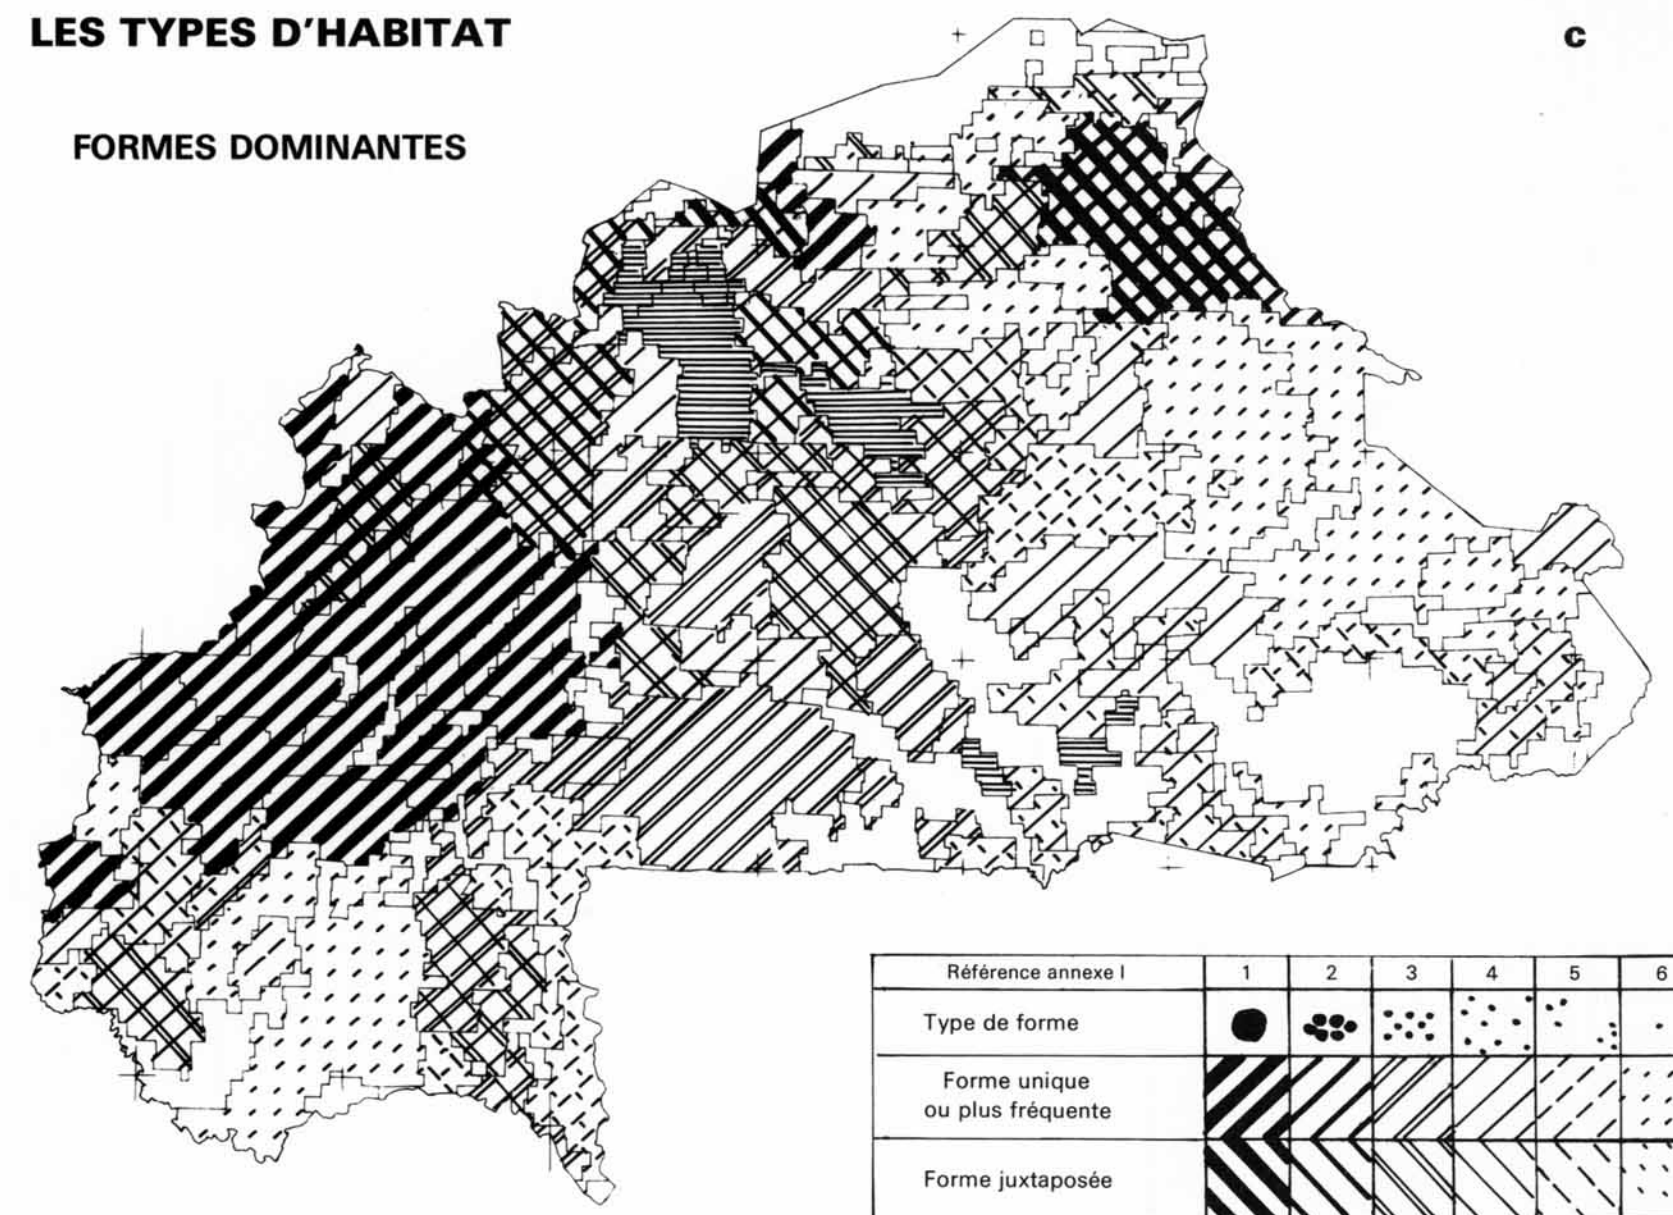 LES TYPES D'HABITAT
c
FORMES DOMINANTES
Référence annexe I 1 2 3 4 5 6
Type de forme
Forme unique
ou plus fréquente
Forme juxtaposée